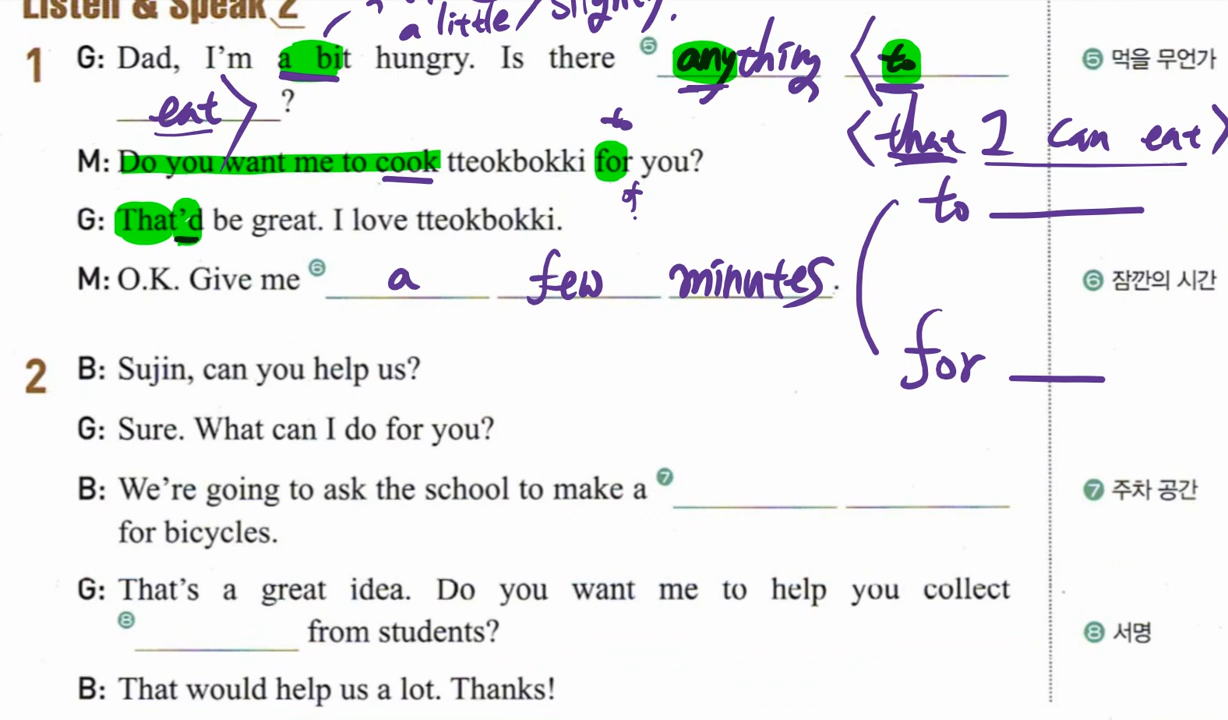 Listen & Speak 2
a little / slightly.
1 G: Dad, I'm a bit hungry. Is there ⑤ anything < to ⑤ 먹을 무언가
eat > ?
< that I can eat >
to
M: Do you want me to cook tteokbokki for you?
of
to
G: That'd be great. I love tteokbokki.
M: O.K. Give me ⑥ a few minutes. ⑥ 잠깐의 시간
for
2 B: Sujin, can you help us?
G: Sure. What can I do for you?
B: We're going to ask the school to make a ⑦ ⑦ 주차 공간
for bicycles.
G: That's a great idea. Do you want me to help you collect
⑧ from students? ⑧ 서명
B: That would help us a lot. Thanks!